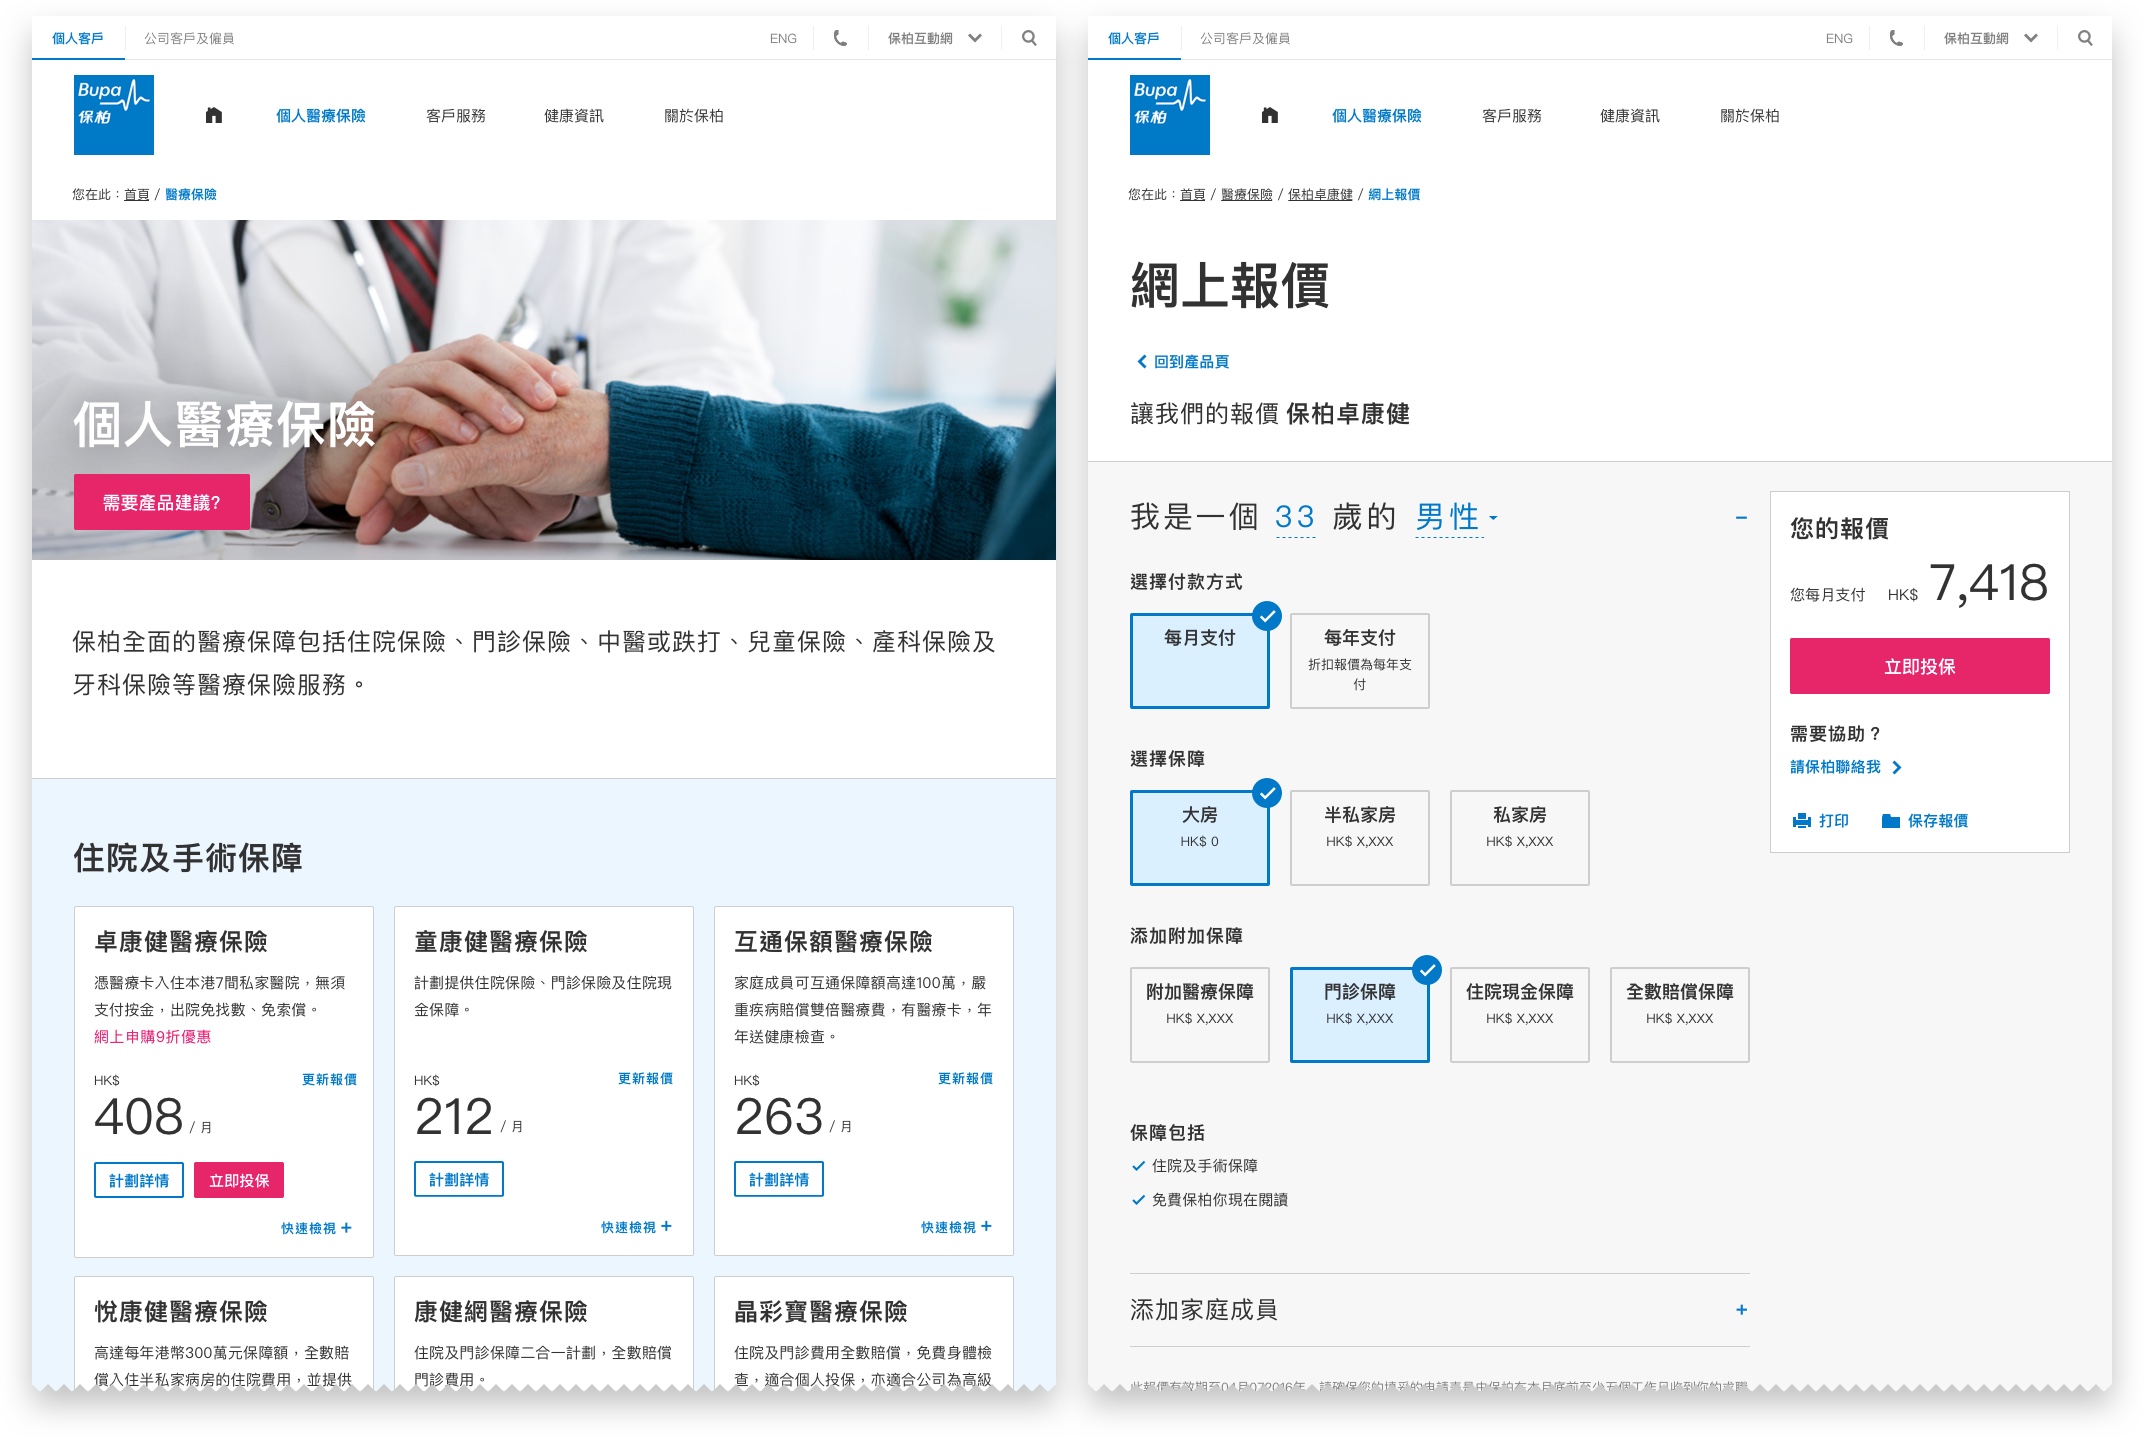 個人客戶
公司客戶及僱員
ENG
保柏互動網
Bupa
保柏
個人醫療保險
客戶服務
健康資訊
關於保柏
您在此：首頁 / 醫療保險
個人醫療保險
需要產品建議?
保柏全面的醫療保障包括住院保險、門診保險、中醫或跌打、兒童保險、產科保險及
牙科保險等醫療保險服務。
住院及手術保障
卓康健醫療保險
憑醫療卡入住本港7間私家醫院，無須
支付按金，出院免找數、免索償。
網上申購9折優惠
HK$
更新報價
408 / 月
計劃詳情
立即投保
快速檢視 +
童康健醫療保險
計劃提供住院保險、門診保險及住院現
金保障。
HK$
更新報價
212 / 月
計劃詳情
快速檢視 +
互通保額醫療保險
家庭成員可互通保障額高達100萬，嚴
重疾病賠償雙倍醫療費，有醫療卡，年
年送健康檢查。
HK$
更新報價
263 / 月
計劃詳情
快速檢視 +
悅康健醫療保險
高達每年港幣300萬元保障額，全數賠
償入住半私家病房的住院費用，並提供
康健網醫療保險
住院及門診保障二合一計劃，全數賠償
門診費用。
晶彩寶醫療保險
住院及門診費用全數賠償，免費身體檢
查，適合個人投保，亦適合公司為高級
個人客戶
公司客戶及僱員
ENG
保柏互動網
Bupa
保柏
個人醫療保險
客戶服務
健康資訊
關於保柏
您在此：首頁 / 醫療保險 / 保柏卓康健 / 網上報價
網上報價
回到產品頁
讓我們的報價 保柏卓康健
我是一個 33 歲的 男性
選擇付款方式
每月支付
每年支付
折扣報價為每年支
付
選擇保障
大房
HK$ 0
半私家房
HK$ X,XXX
私家房
HK$ X,XXX
添加附加保障
附加醫療保障
HK$ X,XXX
門診保障
HK$ X,XXX
住院現金保障
HK$ X,XXX
全數賠償保障
HK$ X,XXX
保障包括
住院及手術保障
免費保柏你現在閱讀
添加家庭成員
+
您的報價
您每月支付 HK$ 7,418
立即投保
需要協助？
請保柏聯絡我
打印
保存報價